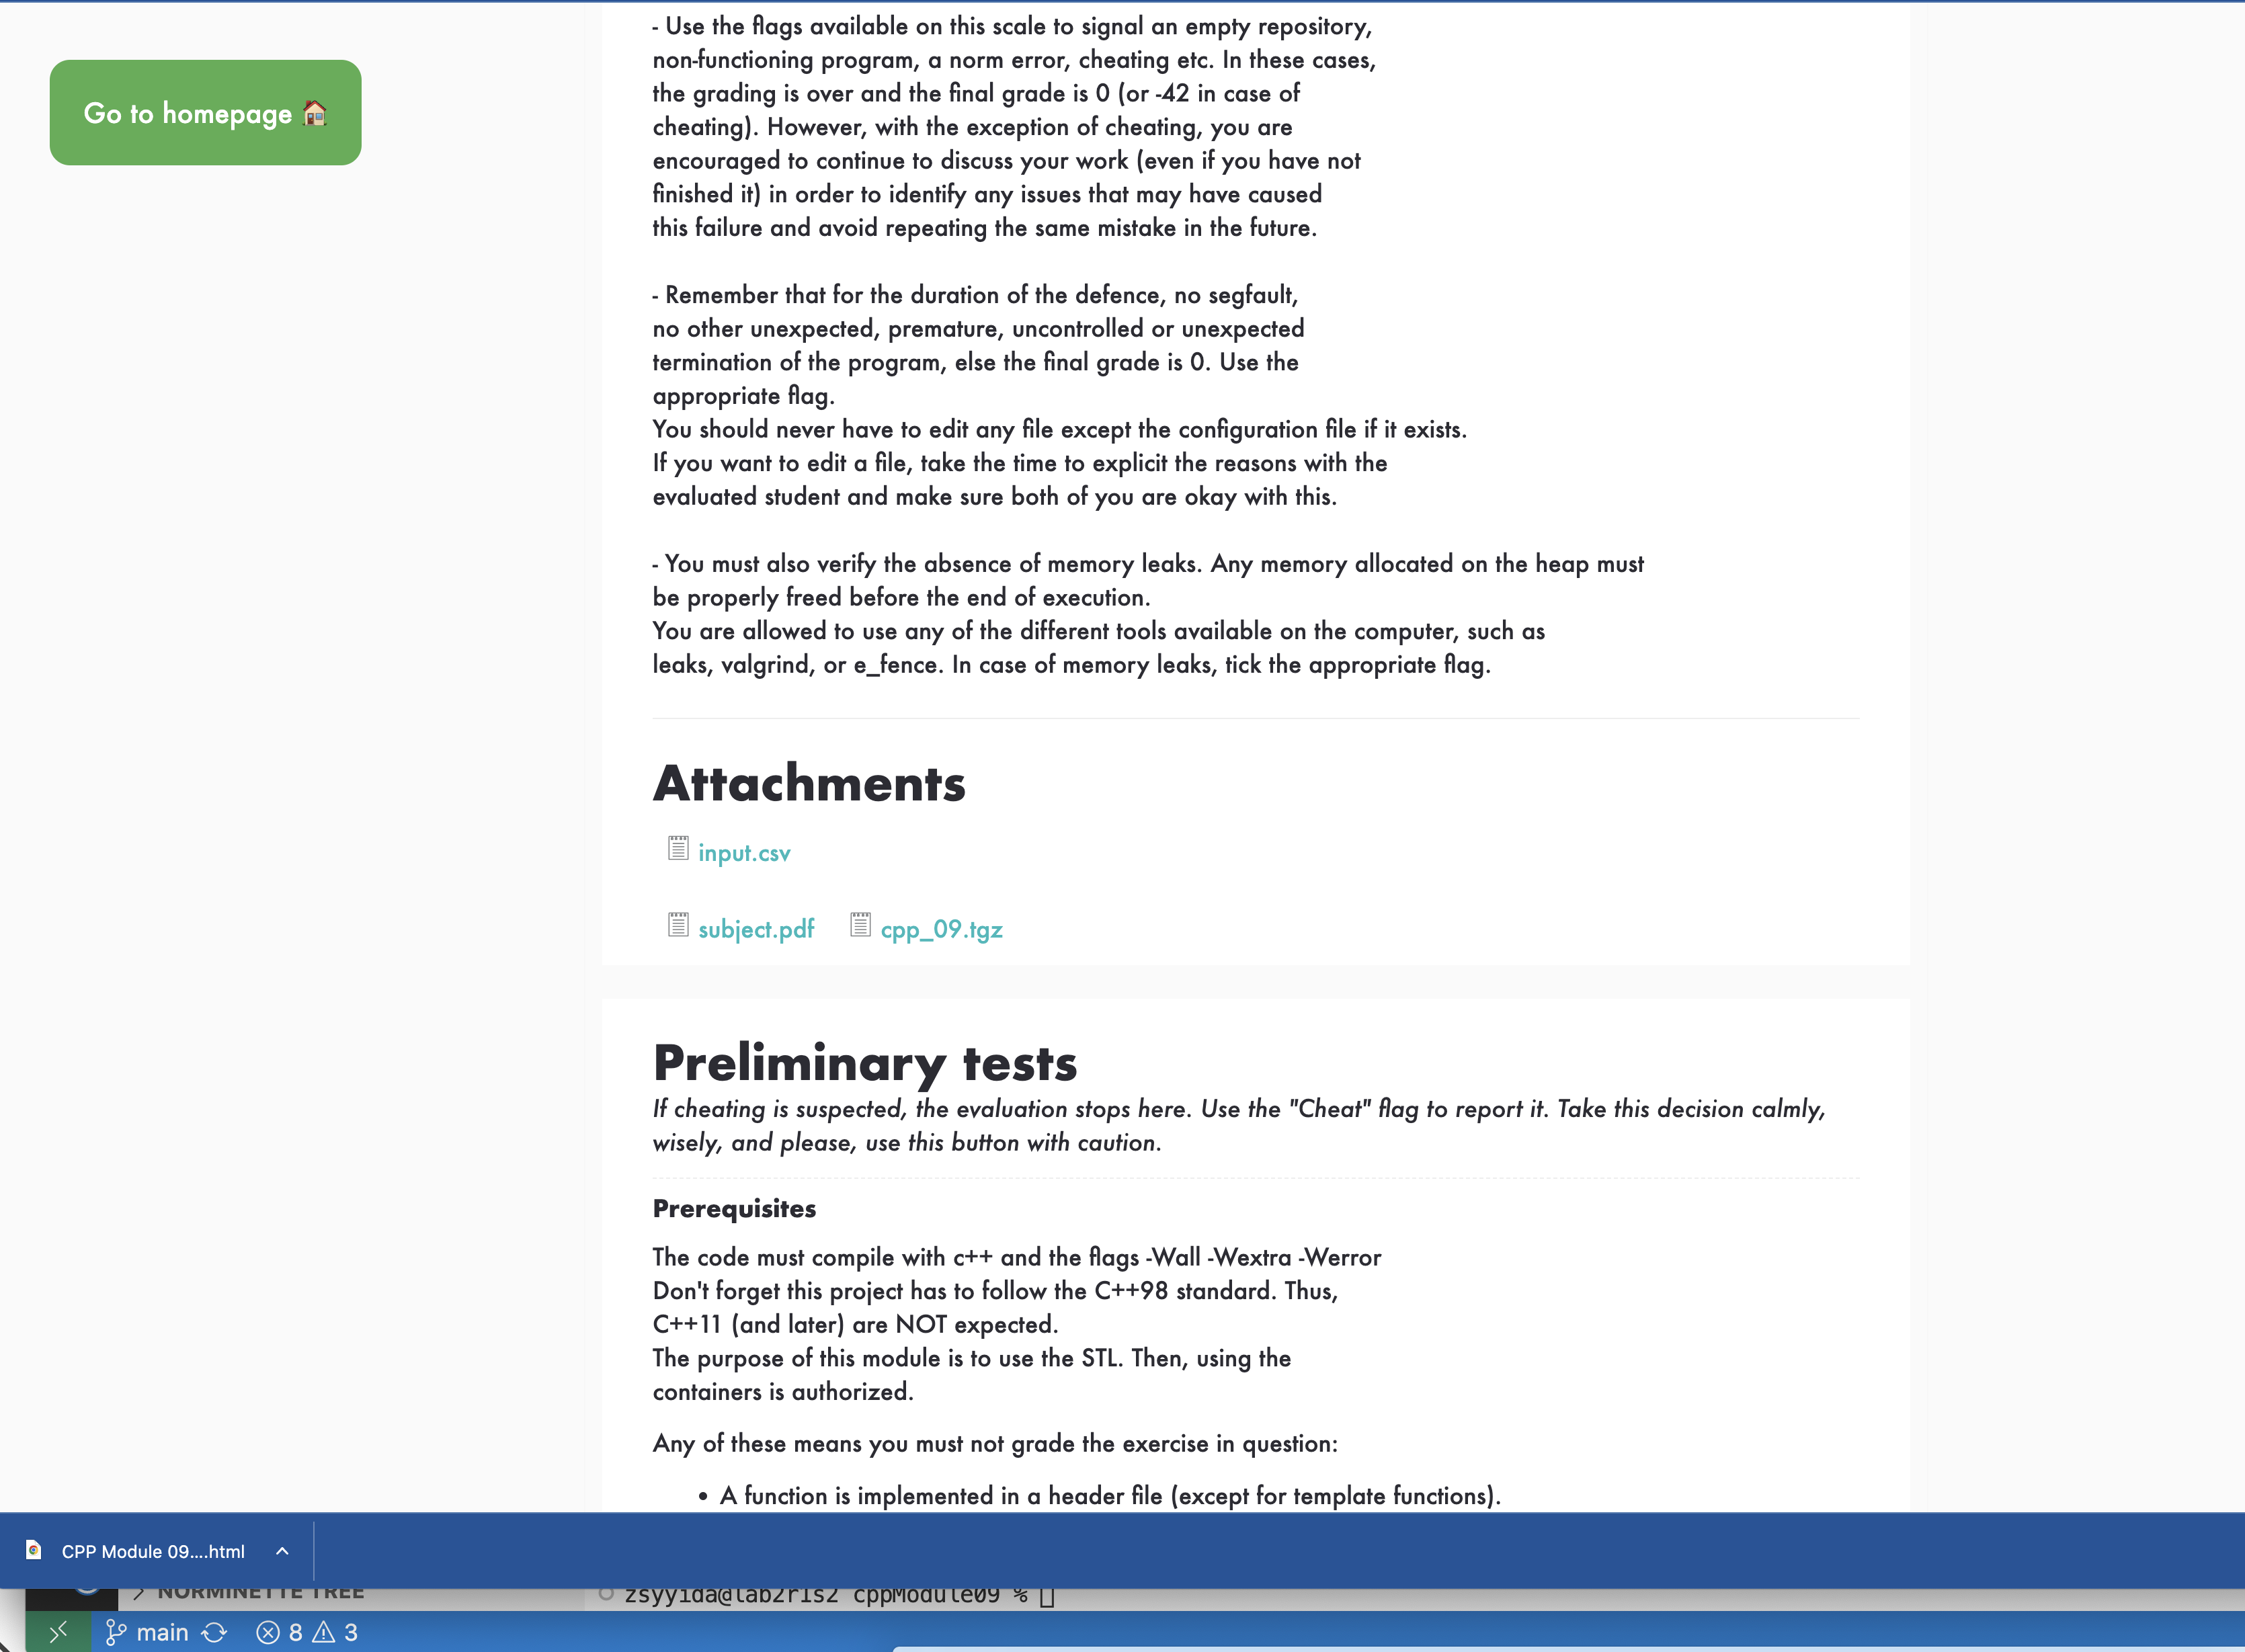 - Use the flags available on this scale to signal an empty repository,
non-functioning program, a norm error, cheating etc. In these cases,
the grading is over and the final grade is 0 (or -42 in case of
cheating). However, with the exception of cheating, you are
encouraged to continue to discuss your work (even if you have not
finished it) in order to identify any issues that may have caused
this failure and avoid repeating the same mistake in the future.
Go to homepage 🏠
- Remember that for the duration of the defence, no segfault,
no other unexpected, premature, uncontrolled or unexpected
termination of the program, else the final grade is 0. Use the
appropriate flag.
You should never have to edit any file except the configuration file if it exists.
If you want to edit a file, take the time to explicit the reasons with the
evaluated student and make sure both of you are okay with this.
- You must also verify the absence of memory leaks. Any memory allocated on the heap must
be properly freed before the end of execution.
You are allowed to use any of the different tools available on the computer, such as
leaks, valgrind, or e_fence. In case of memory leaks, tick the appropriate flag.
Attachments
input.csv
subject.pdf cpp_09.tgz
Preliminary tests
If cheating is suspected, the evaluation stops here. Use the "Cheat" flag to report it. Take this decision calmly,
wisely, and please, use this button with caution.
Prerequisites
The code must compile with c++ and the flags -Wall -Wextra -Werror
Don't forget this project has to follow the C++98 standard. Thus,
C++11 (and later) are NOT expected.
The purpose of this module is to use the STL. Then, using the
containers is authorized.
Any of these means you must not grade the exercise in question:
• A function is implemented in a header file (except for template functions).
CPP Module 09....html
NORMINETTE TREE
zsyyida@lab2r1s2 cppModule09 %
main 8 3